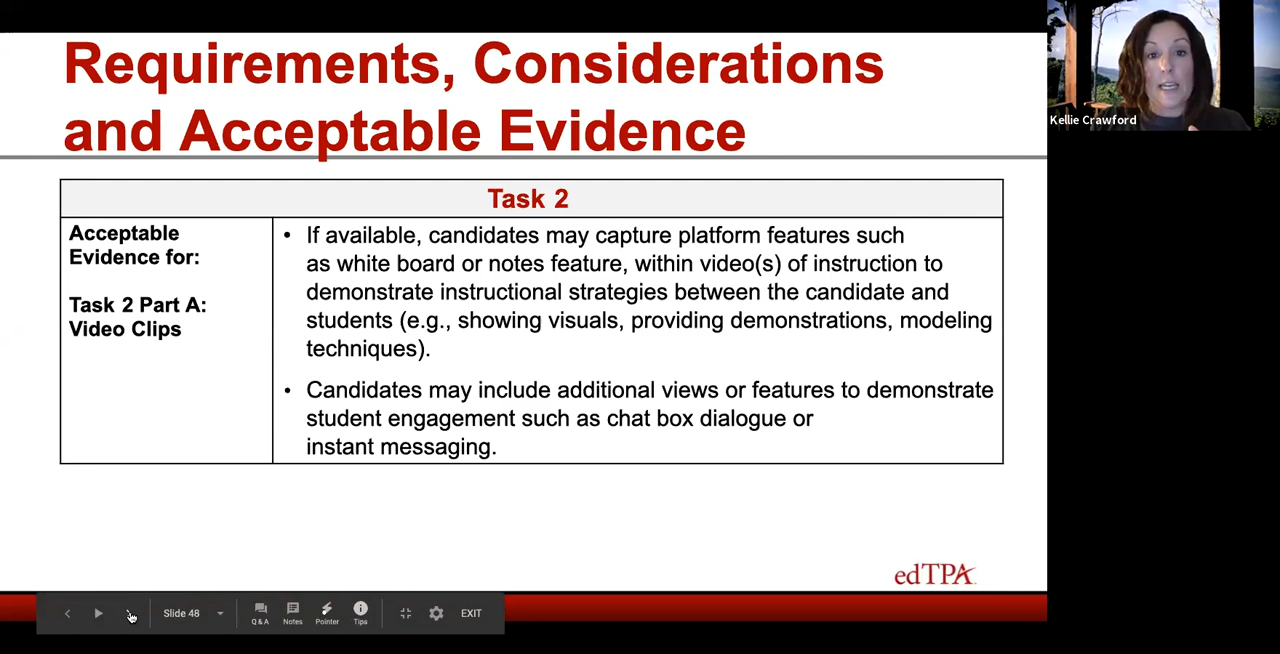 Requirements, Considerations
and Acceptable Evidence
Kellie Crawford
Task 2
Acceptable
Evidence for:
Task 2 Part A:
Video Clips
• If available, candidates may capture platform features such
as white board or notes feature, within video(s) of instruction to
demonstrate instructional strategies between the candidate and
students (e.g., showing visuals, providing demonstrations, modeling
techniques).
• Candidates may include additional views or features to demonstrate
student engagement such as chat box dialogue or
instant messaging.
edTPA
Slide 48
Q&A
Notes
Pointer
Tips
EXIT